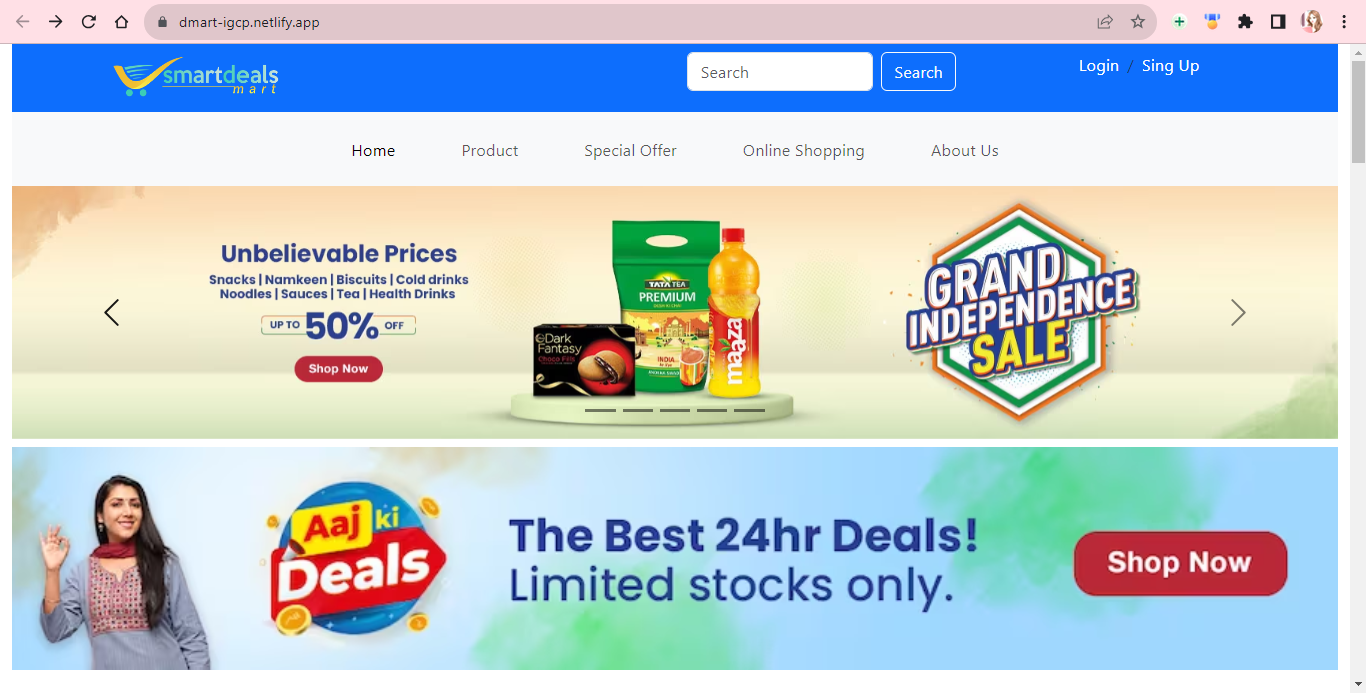 dmart-igcp.netlify.app
smartdeals
mart
Search
Search
Login / Sing Up
Home
Product
Special Offer
Online Shopping
About Us
Unbelievable Prices
Snacks | Namkeen | Biscuits | Cold drinks
Noodles | Sauces | Tea | Health Drinks
UP TO 50% OFF
Shop Now
Dark
Fantasy
Choco Fills
TATA TEA
PREMIUM
INDIA
maaza
GRAND
INDEPENDENCE
SALE
Aaj ki
Deals
The Best 24hr Deals!
Limited stocks only.
Shop Now